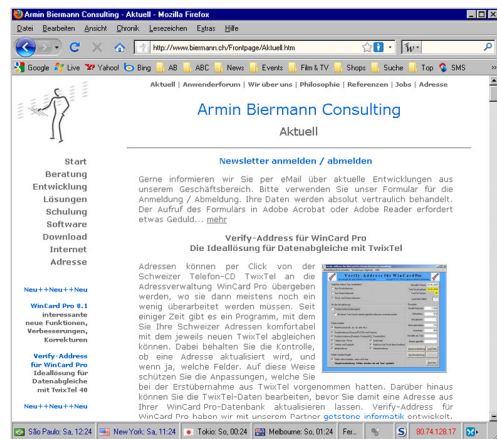 Armin Biermann Consulting - Aktuell - Mozilla Firefox
Datei Bearbeiten Ansicht Chronik Lesezeichen Extras Hilfe
http://www.biermann.ch/Frontpage/Aktuell.htm
Google Live Yahoo! Bing AB ABC News Events Film & TV Shops Suche Top SMS
Aktuell | Anwenderforum | Wir über uns | Philosophie | Referenzen | Jobs | Adresse
Armin Biermann Consulting
Aktuell
Start
Beratung
Entwicklung
Lösungen
Schulung
Software
Download
Internet
Adresse
Neu++Neu++Neu
WinCard Pro 8.1
interessante
neue Funktionen,
Verbesserungen,
Korrekturen
Verify-Address
für WinCard Pro
Ideallösung für
Datenabgleiche
mit TwixTel 40
Neu++Neu++Neu
Newsletter anmelden / abmelden
Gerne informieren wir Sie per eMail über aktuelle Entwicklungen aus
unserem Geschäftsbereich. Bitte verwenden Sie unser Formular für die
Anmeldung / Abmeldung. Ihre Daten werden absolut vertraulich behandelt.
Der Aufruf des Formulars in Adobe Acrobat oder Adobe Reader erfordert
etwas Geduld... mehr
Verify-Address für WinCard Pro
Die Ideallösung für Datenabgleiche mit TwixTel
Adressen können per Click von der
Schweizer Telefon-CD TwixTel an die
Adressverwaltung WinCard Pro übergeben
werden, wo sie dann meistens noch ein
wenig überarbeitet werden müssen. Seit
einiger Zeit gibt es ein Programm, mit dem
Sie Ihre Schweizer Adressen komfortabel
mit dem jeweils neuen TwixTel abgleichen
können. Dabei behalten Sie die Kontrolle,
ob eine Adresse aktualisiert wird, und
wenn ja, welche Felder. Auf diese Weise
schützen Sie die Anpassungen, welche Sie
bei der Erstübernahme aus TwixTel vorgenommen hatten. Darüber hinaus
können Sie die TwixTel-Daten bearbeiten, bevor Sie damit eine Adresse aus
Ihrer WinCard Pro-Datenbank aktualisieren lassen. Verify-Address für
WinCard Pro haben wir mit unserem Partner getstone informatik entwickelt.
Verify-Address für WinCard Pro
São Paulo: Sa, 12:24 New York: Sa, 11:24 Tokio: So, 00:24 Melbourne: So, 01:24 Fer... 80.74.128.17